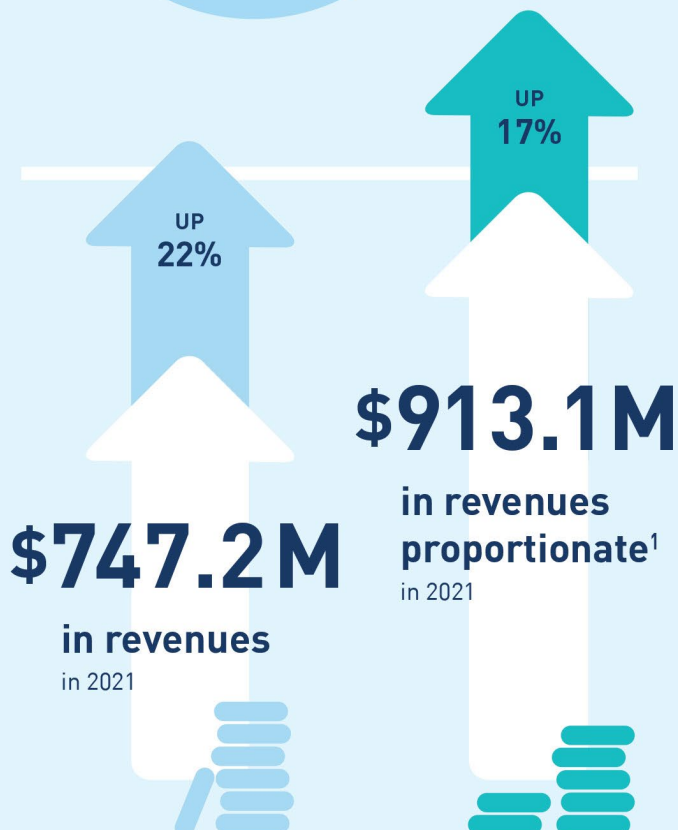 UP
22%
$747.2M
in revenues
in 2021
UP
17%
$913.1M
in revenues
proportionate¹
in 2021